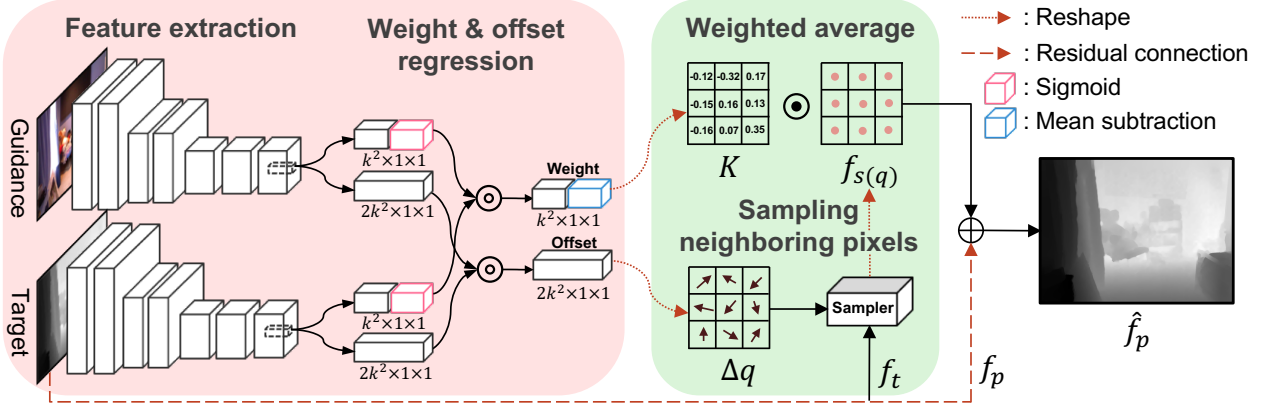 Feature extraction
Weight & offset
regression
Weighted average
: Reshape
: Residual connection
: Sigmoid
: Mean subtraction
Guidance
Target
k²×1×1
2k²×1×1
k²×1×1
2k²×1×1
Weight
k²×1×1
Offset
2k²×1×1
-0.12 -0.32 0.17
-0.15 0.16 0.13
-0.16 0.07 0.35
K
f_{s(q)}
Sampling
neighboring pixels
Sampler
Δq
f_t
f_p
\hat{f}_p